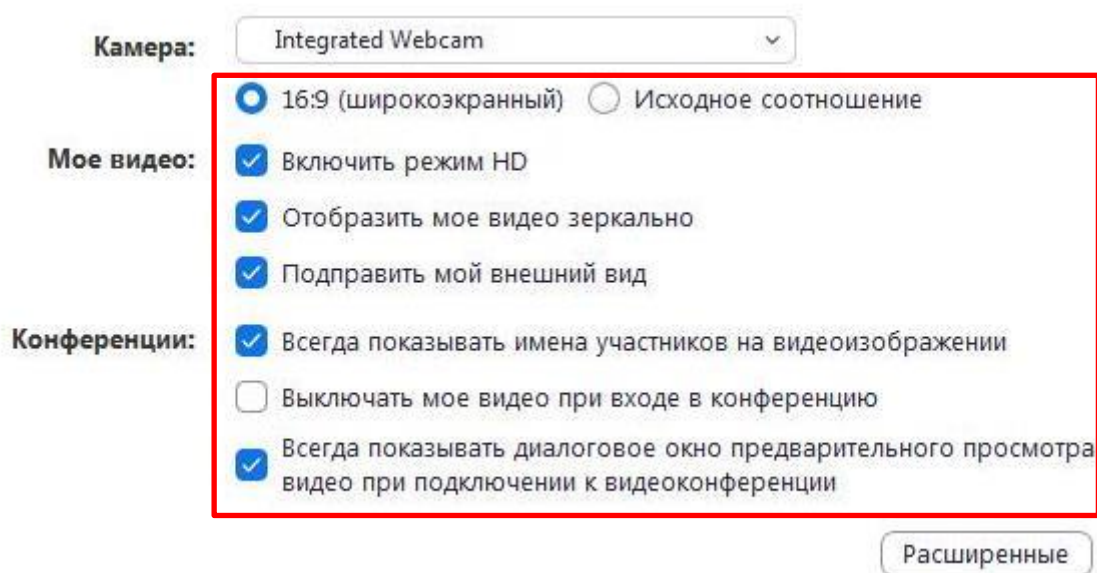 Камера: Integrated Webcam
16:9 (широкоэкранный) Исходное соотношение
Мое видео: Включить режим HD
Отобразить мое видео зеркально
Подправить мой внешний вид
Конференции: Всегда показывать имена участников на видеоизображении
Выключать мое видео при входе в конференцию
Всегда показывать диалоговое окно предварительного просмотра
видео при подключении к видеоконференции
Расширенные